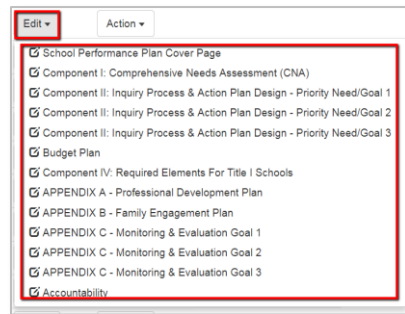 Edit Action
School Performance Plan Cover Page
Component I: Comprehensive Needs Assessment (CNA)
Component II: Inquiry Process & Action Plan Design - Priority Need/Goal 1
Component II: Inquiry Process & Action Plan Design - Priority Need/Goal 2
Component II: Inquiry Process & Action Plan Design - Priority Need/Goal 3
Budget Plan
Component IV: Required Elements For Title I Schools
APPENDIX A - Professional Development Plan
APPENDIX B - Family Engagement Plan
APPENDIX C - Monitoring & Evaluation Goal 1
APPENDIX C - Monitoring & Evaluation Goal 2
APPENDIX C - Monitoring & Evaluation Goal 3
Accountability